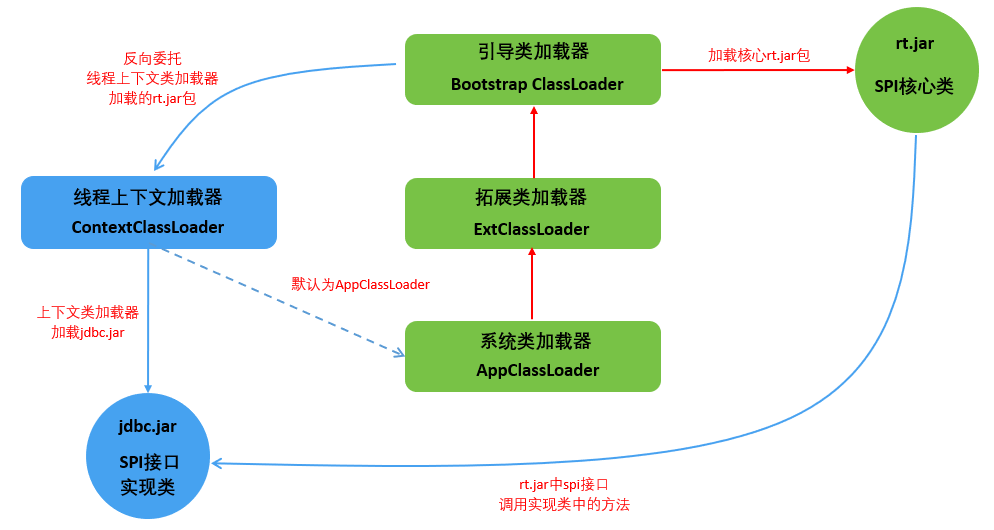 反向委托
线程上下文类加载器
加载的rt.jar包
引导类加载器
Bootstrap ClassLoader
加载核心rt.jar包
rt.jar
SPI核心类
线程上下文加载器
ContextClassLoader
拓展类加载器
ExtClassLoader
默认为AppClassLoader
上下文类加载器
加载jdbc.jar
系统类加载器
AppClassLoader
jdbc.jar
SPI接口
实现类
rt.jar中spi接口
调用实现类中的方法